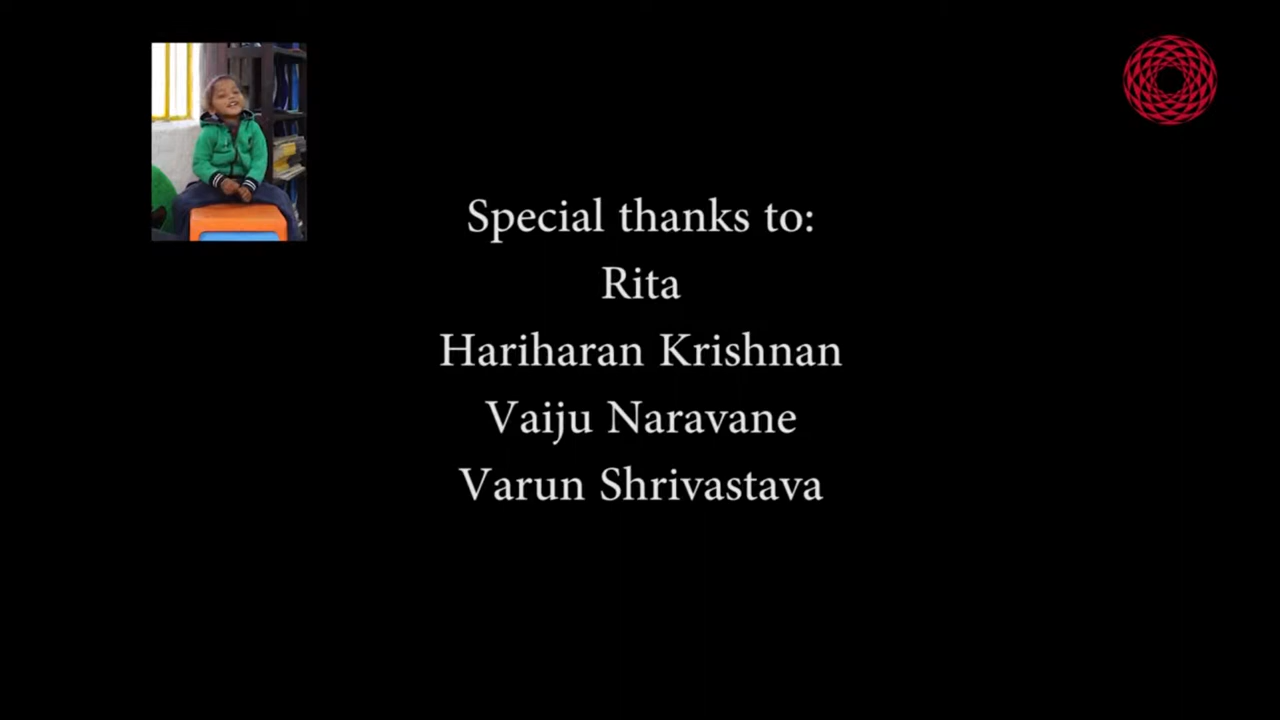 Special thanks to:
Rita
Hariharan Krishnan
Vaiju Naravane
Varun Shrivastava